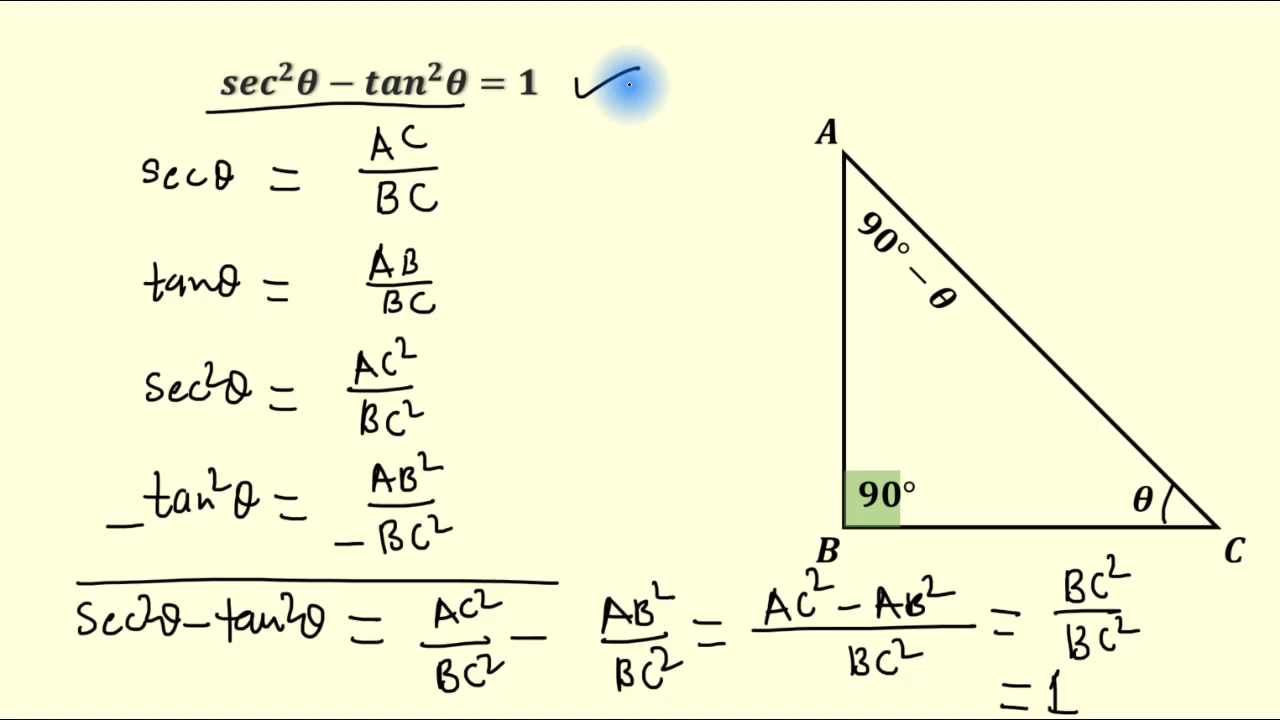 sec²θ − tan²θ = 1
secθ = AC/BC
tanθ = AB/BC
sec²θ = AC²/BC²
− tan²θ = − AB²/BC²
sec²θ − tan²θ = AC²/BC² − AB²/BC² = (AC² − AB²)/BC² = BC²/BC²
= 1
A
90° − θ
90°
θ
B
C